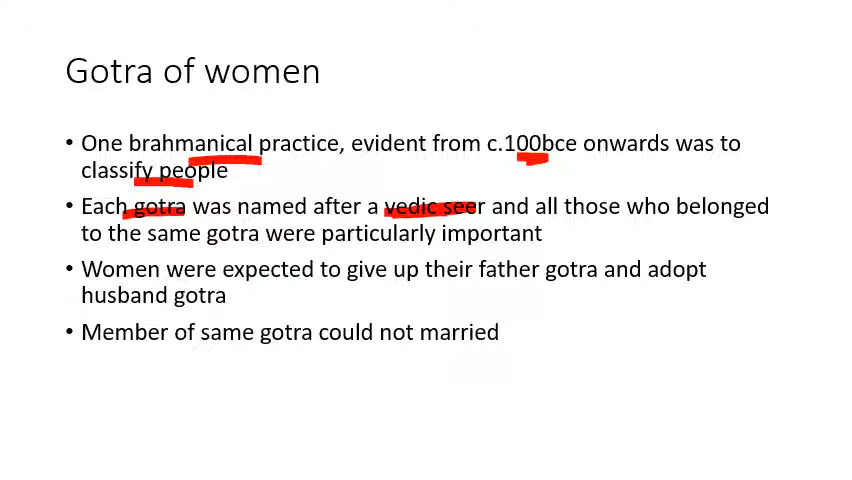 Gotra of women
• One brahmanical practice, evident from c.100bce onwards was to
classify people
• Each gotra was named after a vedic seer and all those who belonged
to the same gotra were particularly important
• Women were expected to give up their father gotra and adopt
husband gotra
• Member of same gotra could not married